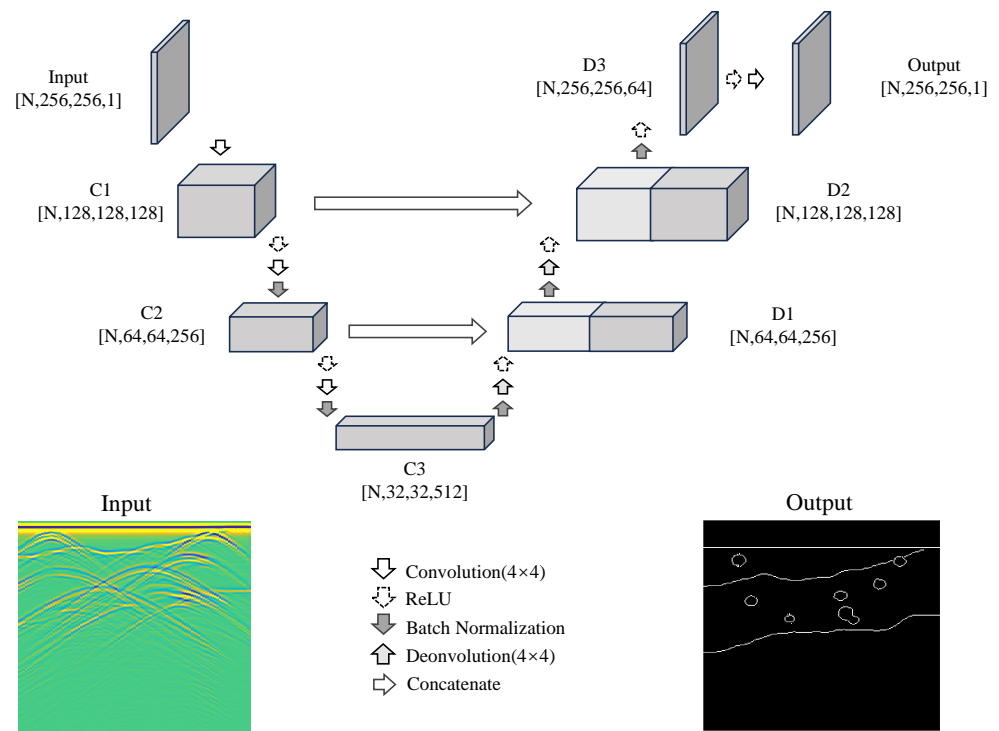 Input
[N,256,256,1]
D3
[N,256,256,64]
Output
[N,256,256,1]
C1
[N,128,128,128]
D2
[N,128,128,128]
C2
[N,64,64,256]
D1
[N,64,64,256]
C3
[N,32,32,512]
Input
Output
Convolution(4×4)
ReLU
Batch Normalization
Deonvolution(4×4)
Concatenate